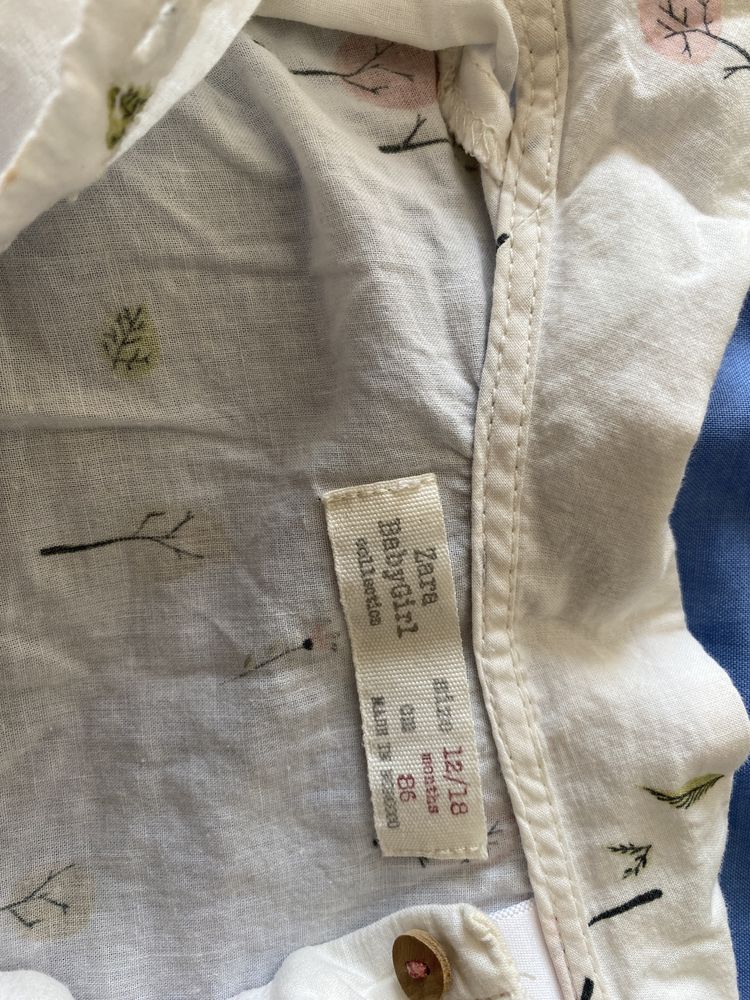 Zara
BabyGirl
collection
size 12/18
months
CM 86
MADE IN MOROCCO